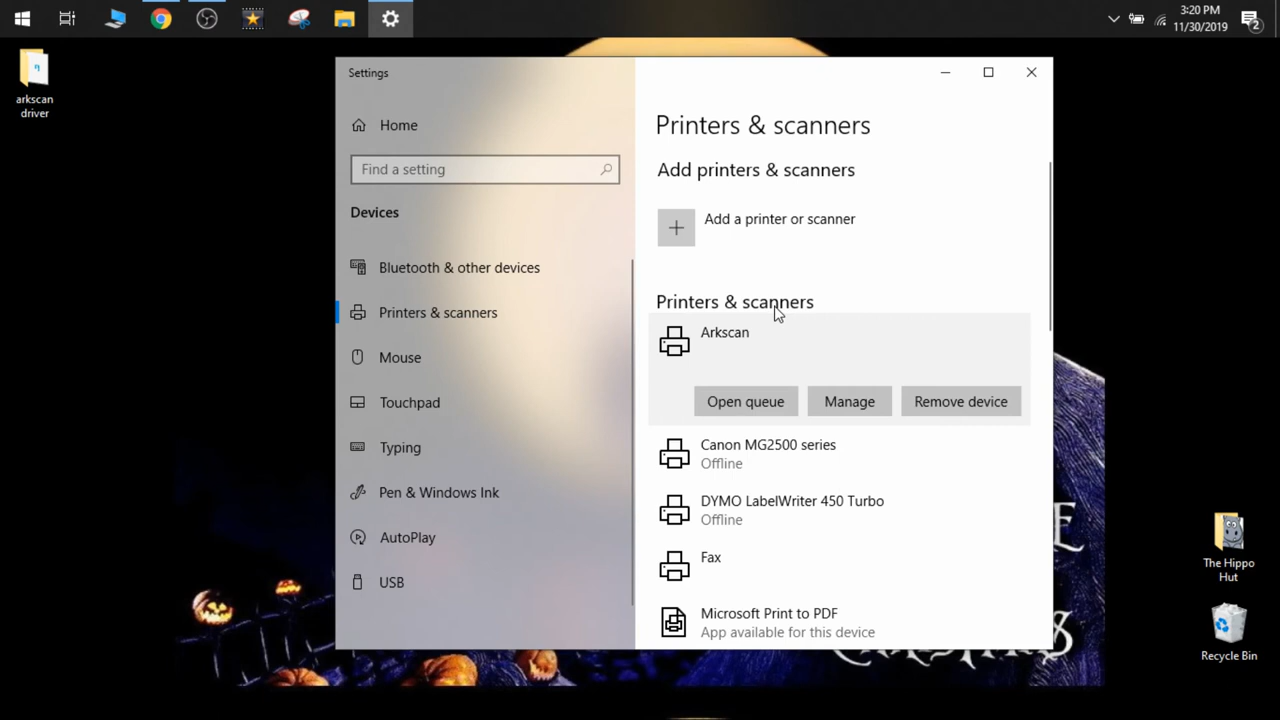 3:20 PM
11/30/2019
2
arkscan
driver
Settings
Home
Find a setting
Devices
Bluetooth & other devices
Printers & scanners
Mouse
Touchpad
Typing
Pen & Windows Ink
AutoPlay
USB
Printers & scanners
Add printers & scanners
Add a printer or scanner
Printers & scanners
Arkscan
Open queue
Manage
Remove device
Canon MG2500 series
Offline
DYMO LabelWriter 450 Turbo
Offline
Fax
Microsoft Print to PDF
App available for this device
The Hippo
Hut
Recycle Bin